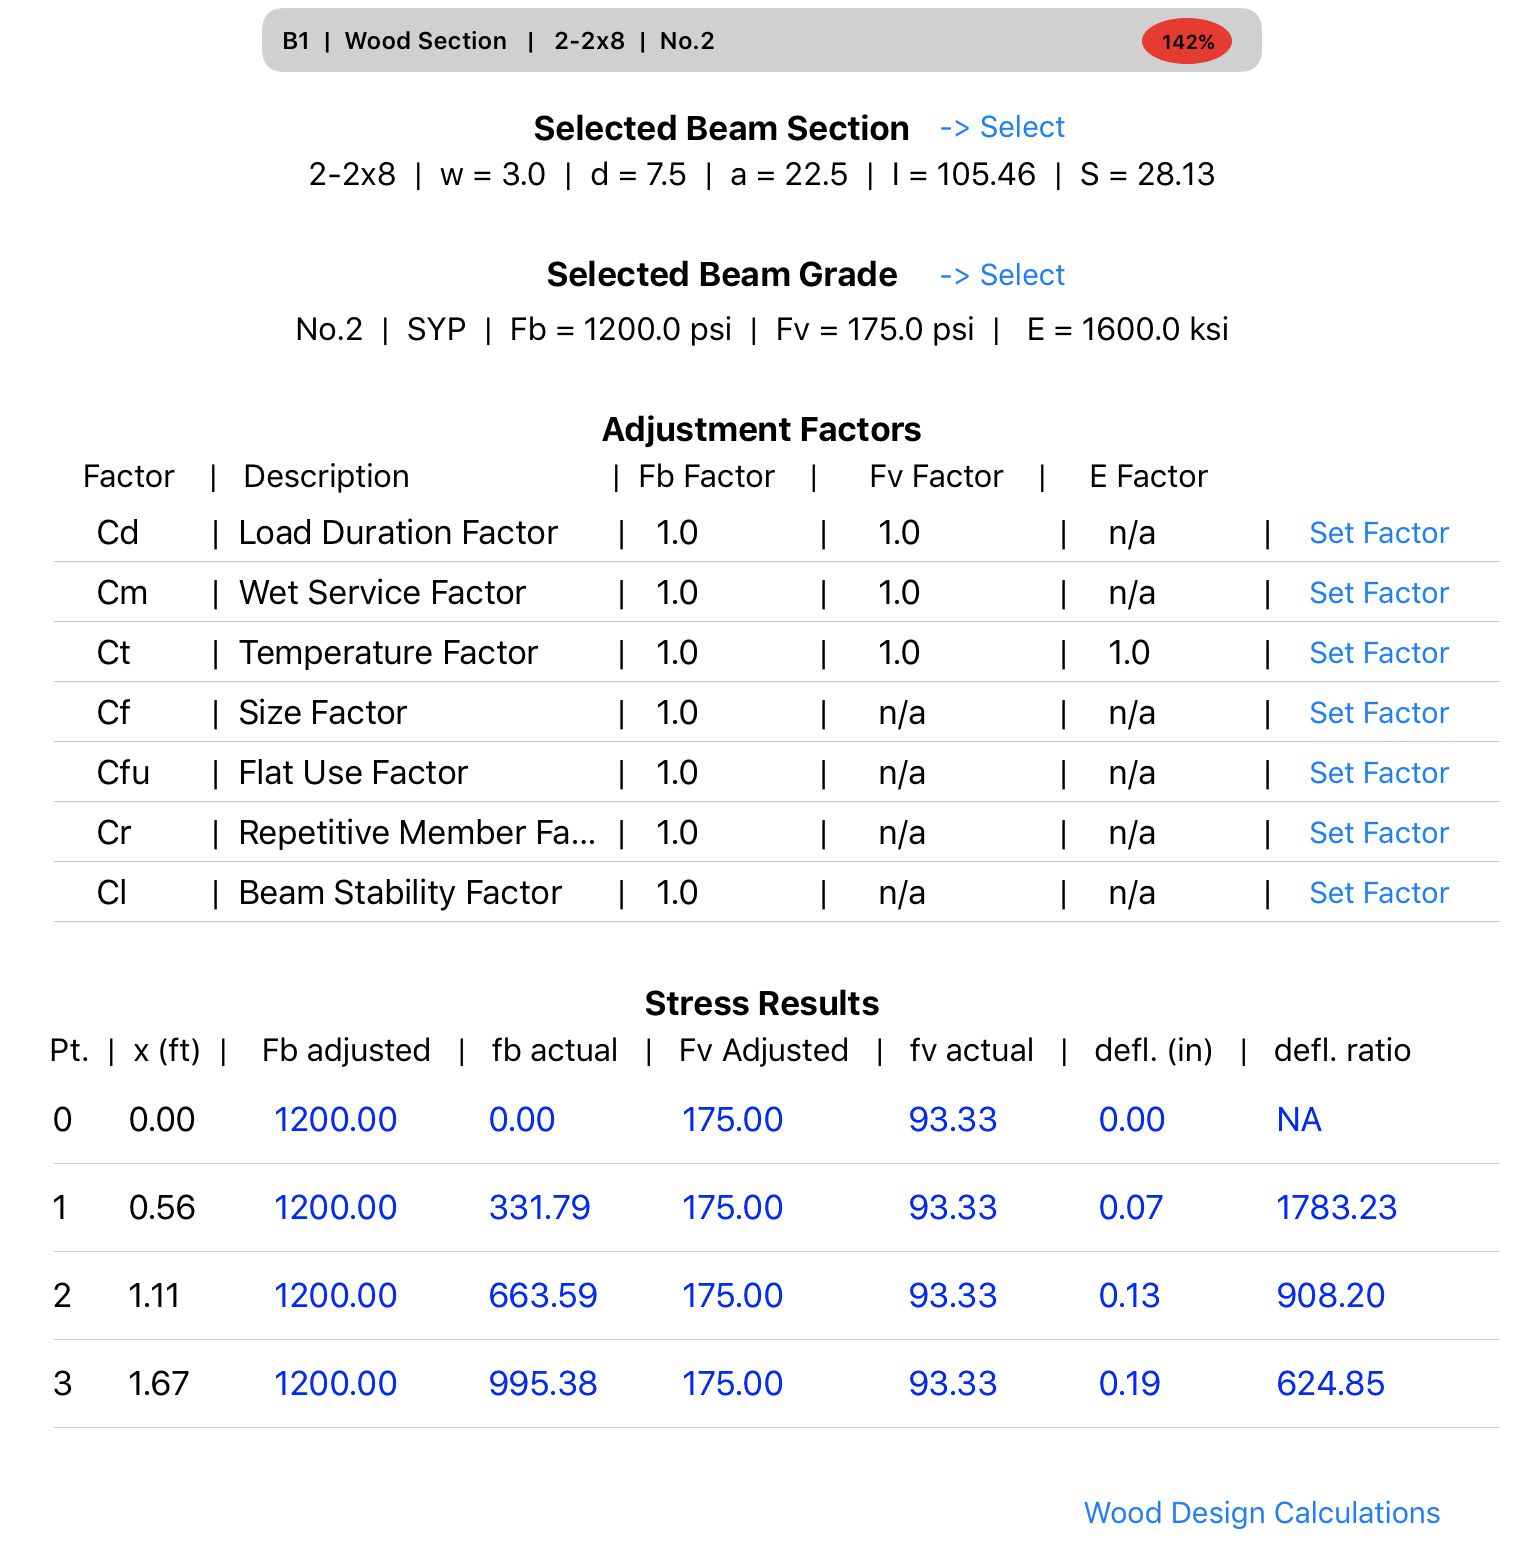 B1 | Wood Section | 2-2x8 | No.2 142%
Selected Beam Section -> Select
2-2x8 | w = 3.0 | d = 7.5 | a = 22.5 | I = 105.46 | S = 28.13
Selected Beam Grade -> Select
No.2 | SYP | Fb = 1200.0 psi | Fv = 175.0 psi | E = 1600.0 ksi
Adjustment Factors
Factor | Description | Fb Factor | Fv Factor | E Factor
Cd | Load Duration Factor | 1.0 | 1.0 | n/a | Set Factor
Cm | Wet Service Factor | 1.0 | 1.0 | n/a | Set Factor
Ct | Temperature Factor | 1.0 | 1.0 | 1.0 | Set Factor
Cf | Size Factor | 1.0 | n/a | n/a | Set Factor
Cfu | Flat Use Factor | 1.0 | n/a | n/a | Set Factor
Cr | Repetitive Member Fa... | 1.0 | n/a | n/a | Set Factor
Cl | Beam Stability Factor | 1.0 | n/a | n/a | Set Factor
Stress Results
Pt. | x (ft) | Fb adjusted | fb actual | Fv Adjusted | fv actual | defl. (in) | defl. ratio
0 0.00 1200.00 0.00 175.00 93.33 0.00 NA
1 0.56 1200.00 331.79 175.00 93.33 0.07 1783.23
2 1.11 1200.00 663.59 175.00 93.33 0.13 908.20
3 1.67 1200.00 995.38 175.00 93.33 0.19 624.85
Wood Design Calculations